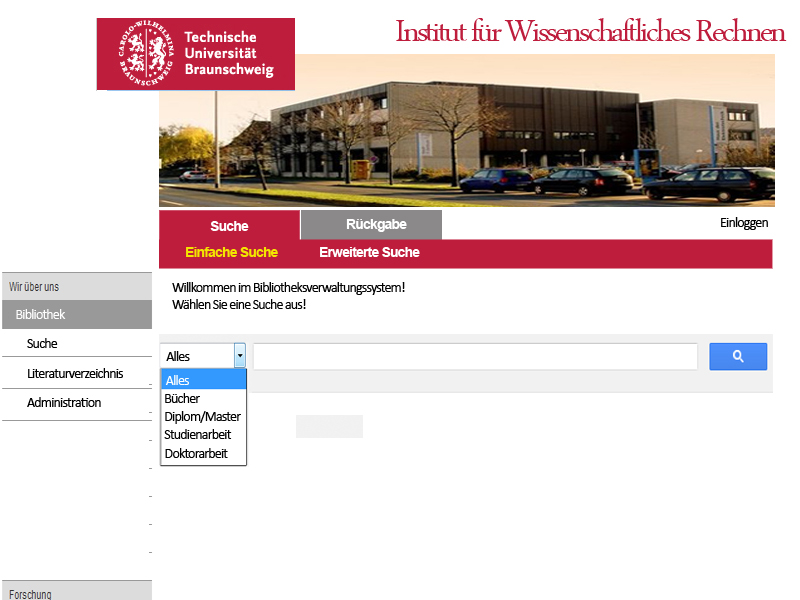 Institut für Wissenschaftliches Rechnen
CAROLO-WILHELMINA
BRAUNSCHWEIG
Technische
Universität
Braunschweig
Suche
Rückgabe
Einloggen
Einfache Suche
Erweiterte Suche
Wir über uns
Bibliothek
Suche
Literaturverzeichnis
Administration
Forschung
Willkommen im Bibliotheksverwaltungssystem!
Wählen Sie eine Suche aus!
Alles
Alles
Bücher
Diplom/Master
Studienarbeit
Doktorarbeit